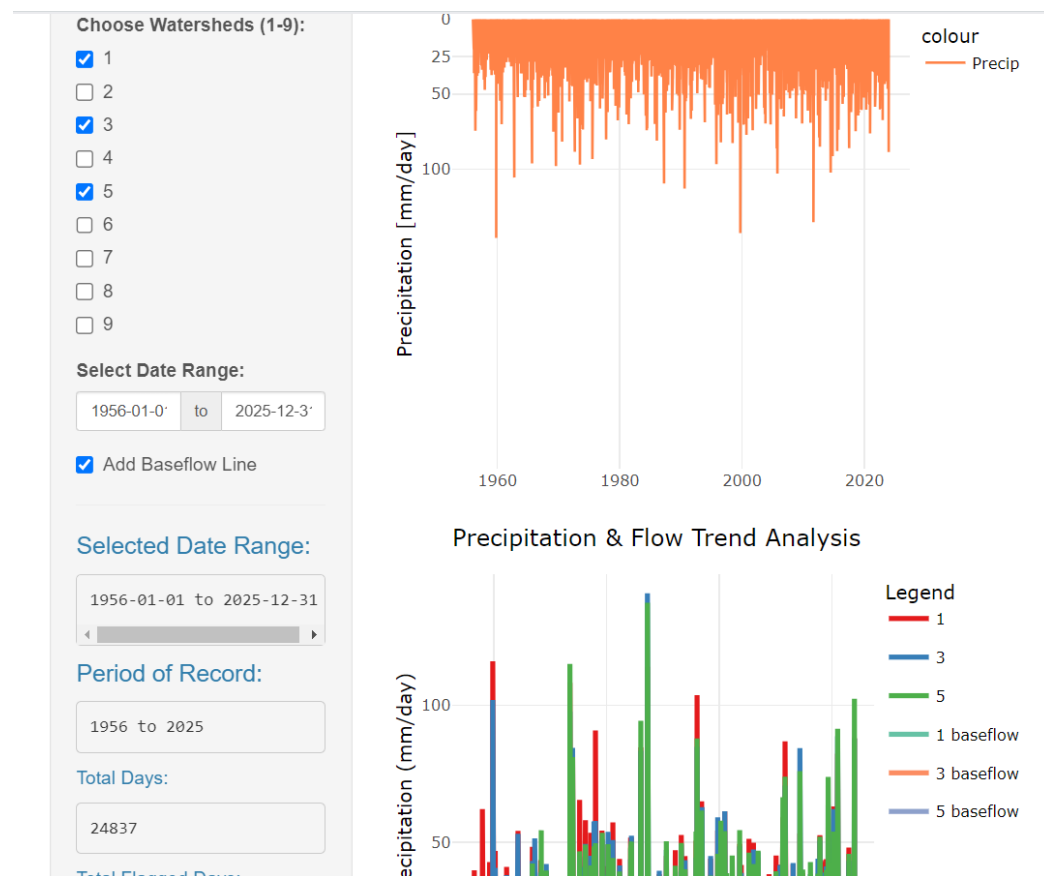 Choose Watersheds (1-9):
1
2
3
4
5
6
7
8
9
Select Date Range:
1956-01-0 to 2025-12-3
Add Baseflow Line
Selected Date Range:
1956-01-01 to 2025-12-31
Period of Record:
1956 to 2025
Total Days:
24837
Total Flagged Days:
0
25
50
100
Precipitation [mm/day]
1960 1980 2000 2020
colour
Precip
Precipitation & Flow Trend Analysis
100
50
ecipitation (mm/day)
Legend
1
3
5
1 baseflow
3 baseflow
5 baseflow